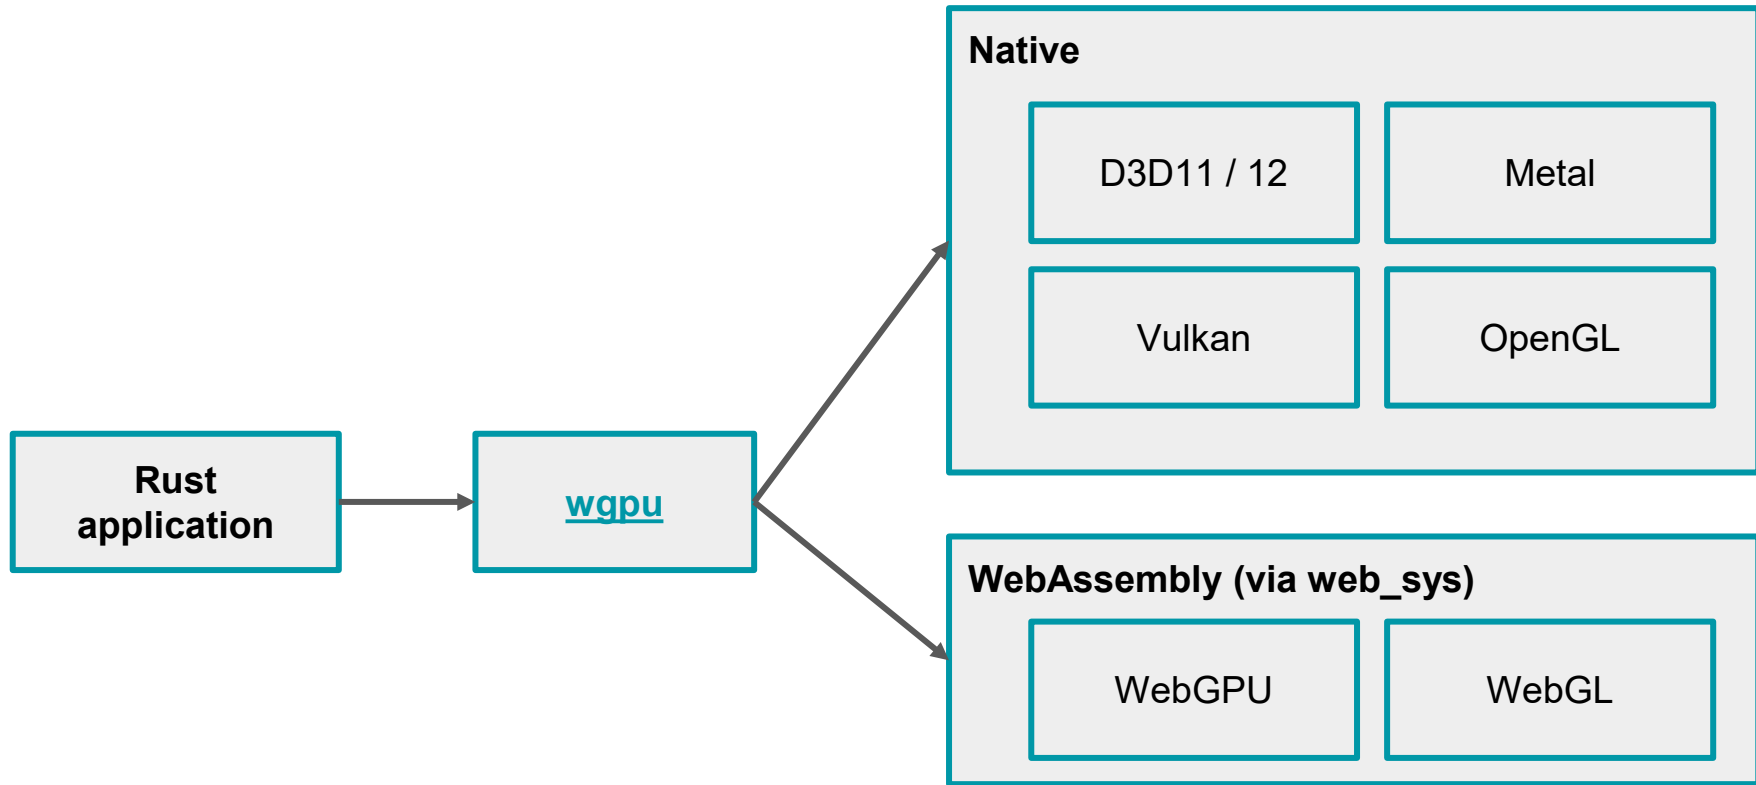 Native
D3D11 / 12
Metal
Vulkan
OpenGL
Rust
application
wgpu
WebAssembly (via web_sys)
WebGPU
WebGL